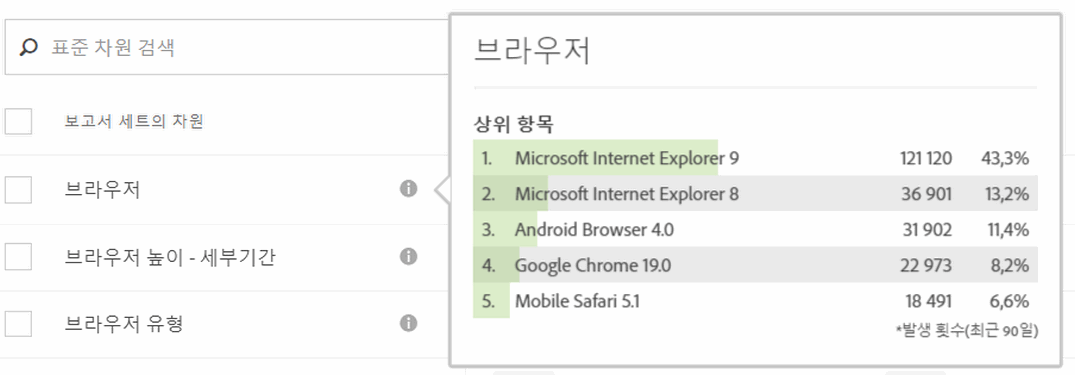 표준 차원 검색
보고서 세트의 차원
브라우저
브라우저 높이 - 세부기간
브라우저 유형
브라우저
상위 항목
1. Microsoft Internet Explorer 9 121 120 43,3%
2. Microsoft Internet Explorer 8 36 901 13,2%
3. Android Browser 4.0 31 902 11,4%
4. Google Chrome 19.0 22 973 8,2%
5. Mobile Safari 5.1 18 491 6,6%
*발생 횟수(최근 90일)